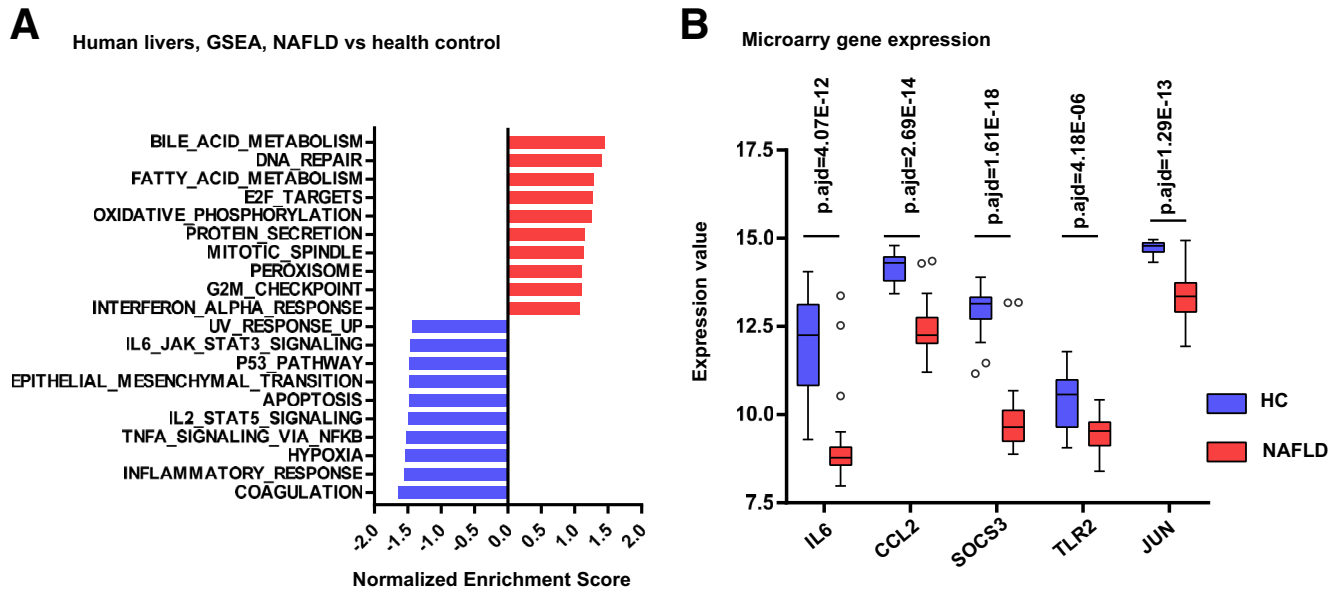 A
Human livers, GSEA, NAFLD vs health control
BILE_ACID_METABOLISM
DNA_REPAIR
FATTY_ACID_METABOLISM
E2F_TARGETS
OXIDATIVE_PHOSPHORYLATION
PROTEIN_SECRETION
MITOTIC_SPINDLE
PEROXISOME
G2M_CHECKPOINT
INTERFERON_ALPHA_RESPONSE
UV_RESPONSE_UP
IL6_JAK_STAT3_SIGNALING
P53_PATHWAY
EPITHELIAL_MESENCHYMAL_TRANSITION
APOPTOSIS
IL2_STAT5_SIGNALING
TNFA_SIGNALING_VIA_NFKB
HYPOXIA
INFLAMMATORY_RESPONSE
COAGULATION
-2.0 -1.5 -1.0 -0.5 0.0 0.5 1.0 1.5 2.0
Normalized Enrichment Score
B
Microarry gene expression
p.ajd=4.07E-12
p.ajd=2.69E-14
p.ajd=1.61E-18
p.ajd=4.18E-06
p.ajd=1.29E-13
Expression value
17.5
15.0
12.5
10.0
7.5
IL6 CCL2 SOCS3 TLR2 JUN
HC
NAFLD